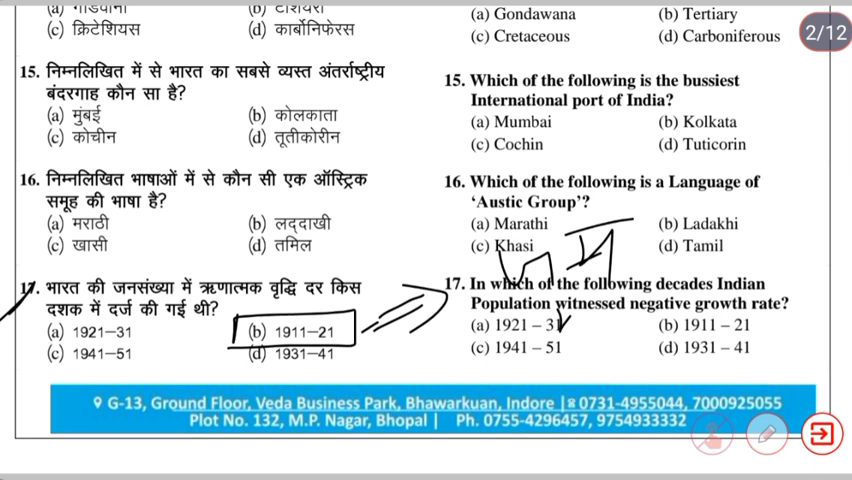 (a) गोंडवाना
(b) टर्शियरी
(c) क्रिटेशियस
(d) कार्बोनिफेरस
15. निम्नलिखित में से भारत का सबसे व्यस्त अंतर्राष्ट्रीय
बंदरगाह कौन सा है?
(a) मुंबई
(b) कोलकाता
(c) कोचीन
(d) तूतीकोरीन
16. निम्नलिखित भाषाओं में से कौन सी एक ऑस्ट्रिक
समूह की भाषा है?
(a) मराठी
(b) लद्दाखी
(c) खासी
(d) तमिल
17. भारत की जनसंख्या में ऋणात्मक वृद्धि दर किस
दशक में दर्ज की गई थी?
(a) 1921–31
(b) 1911–21
(c) 1941–51
(d) 1931–41
(a) Gondawana
(b) Tertiary
(c) Cretaceous
(d) Carboniferous
2/12
15. Which of the following is the bussiest
International port of India?
(a) Mumbai
(b) Kolkata
(c) Cochin
(d) Tuticorin
16. Which of the following is a Language of
‘Austic Group’?
(a) Marathi
(b) Ladakhi
(c) Khasi
(d) Tamil
17. In which of the following decades Indian
Population witnessed negative growth rate?
(a) 1921 – 31
(b) 1911 – 21
(c) 1941 – 51
(d) 1931 – 41
G-13, Ground Floor, Veda Business Park, Bhawarkuan, Indore | 0731-4955044, 7000925055
Plot No. 132, M.P. Nagar, Bhopal | Ph. 0755-4296457, 9754933332